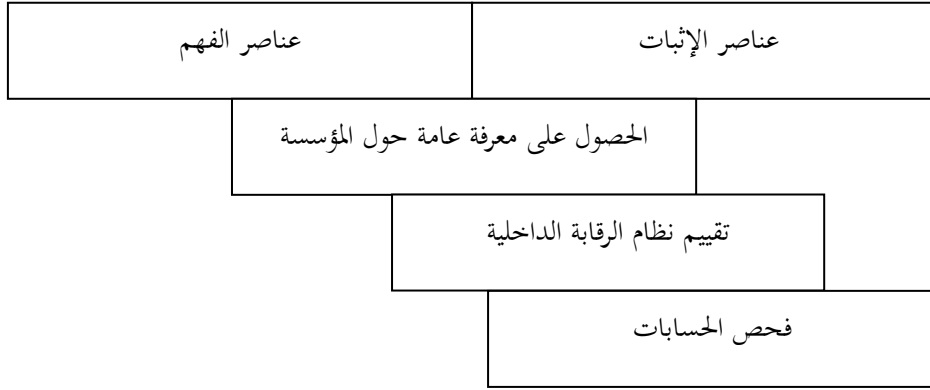 عناصر الإثبات
عناصر الفهم
الحصول على معرفة عامة حول المؤسسة
تقييم نظام الرقابة الداخلية
فحص الحسابات